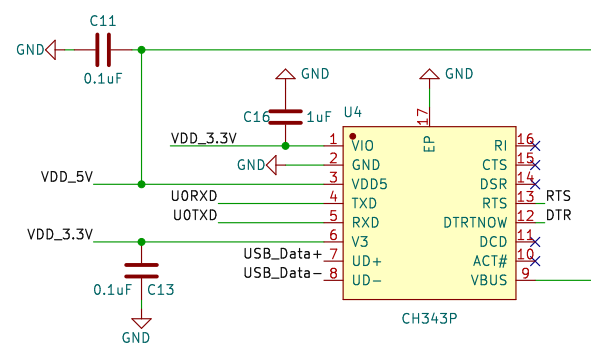 C11
GND
0.1uF
GND
GND
C16
1uF
U4
17
EP
VDD_3.3V
1
VIO
RI
16
GND
2
GND
CTS
15
VDD_5V
3
VDD5
DSR
14
U0RXD
4
TXD
RTS
13
RTS
U0TXD
5
RXD
DTRTNOW
12
DTR
VDD_3.3V
6
V3
DCD
11
USB_Data+
7
UD+
ACT#
10
USB_Data-
8
UD-
VBUS
9
0.1uF
C13
CH343P
GND